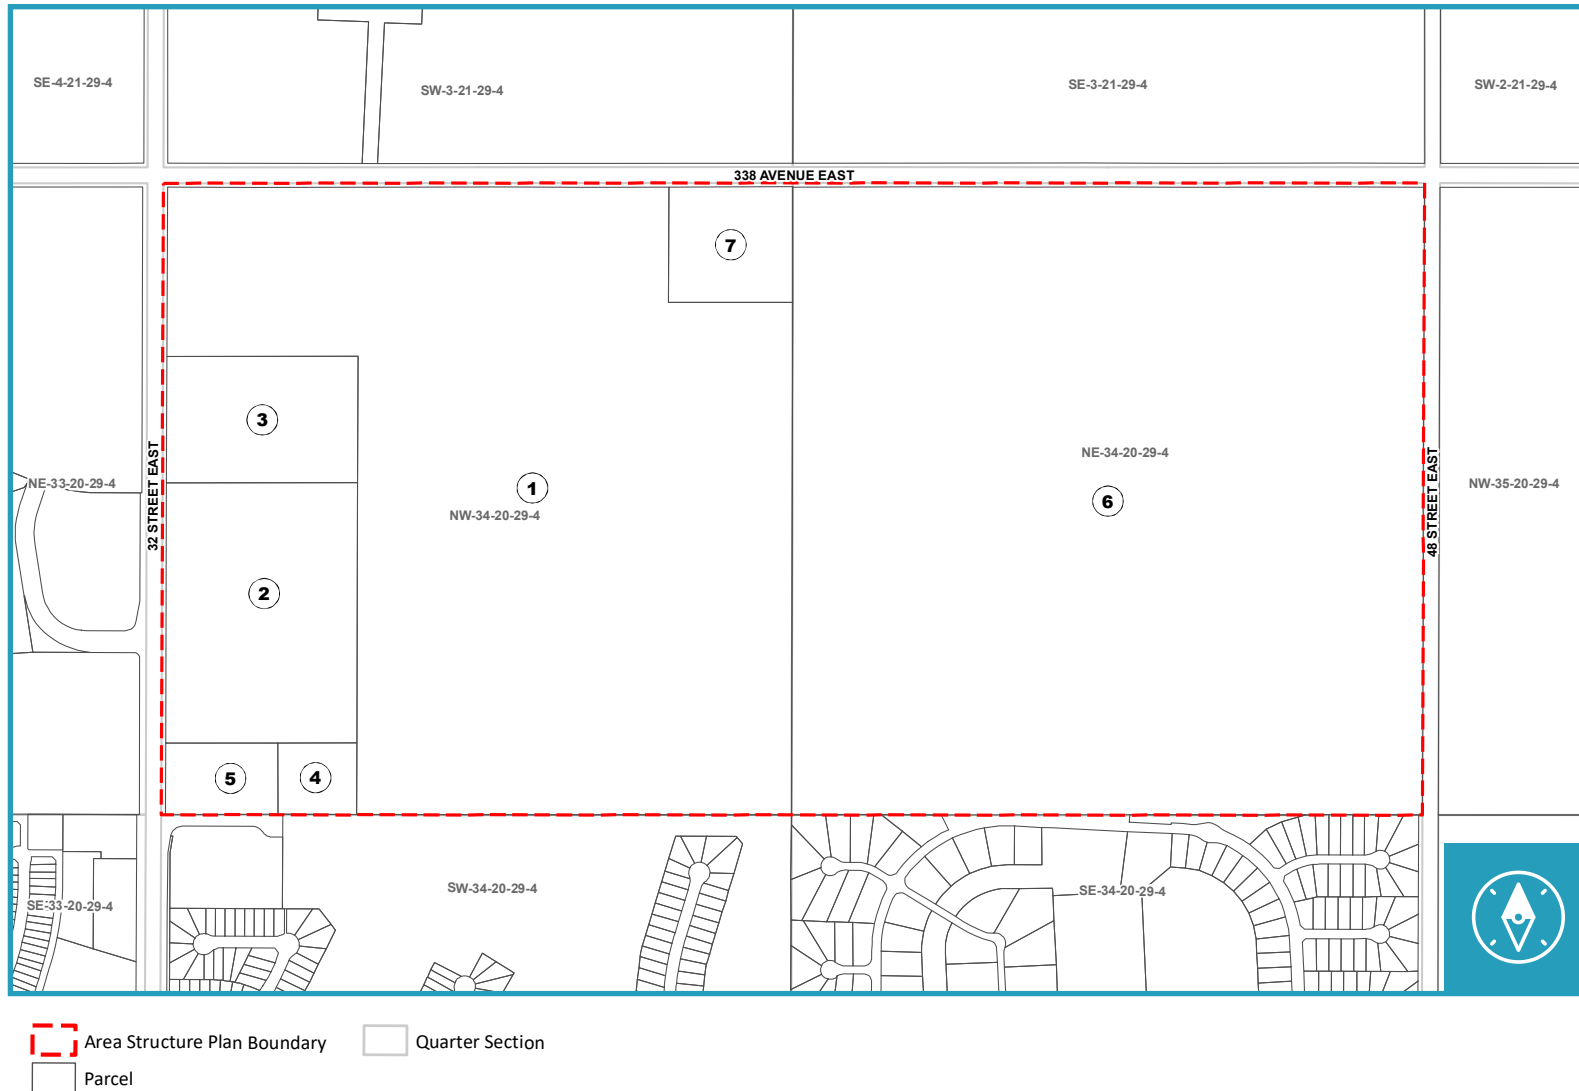 SE-4-21-29-4
SW-3-21-29-4
SE-3-21-29-4
SW-2-21-29-4
338 AVENUE EAST
7
3
NE-33-20-29-4
32 STREET EAST
1
NW-34-20-29-4
NE-34-20-29-4
6
48 STREET EAST
NW-35-20-29-4
2
5
4
SE-33-20-29-4
SW-34-20-29-4
SE-34-20-29-4
Area Structure Plan Boundary
Quarter Section
Parcel